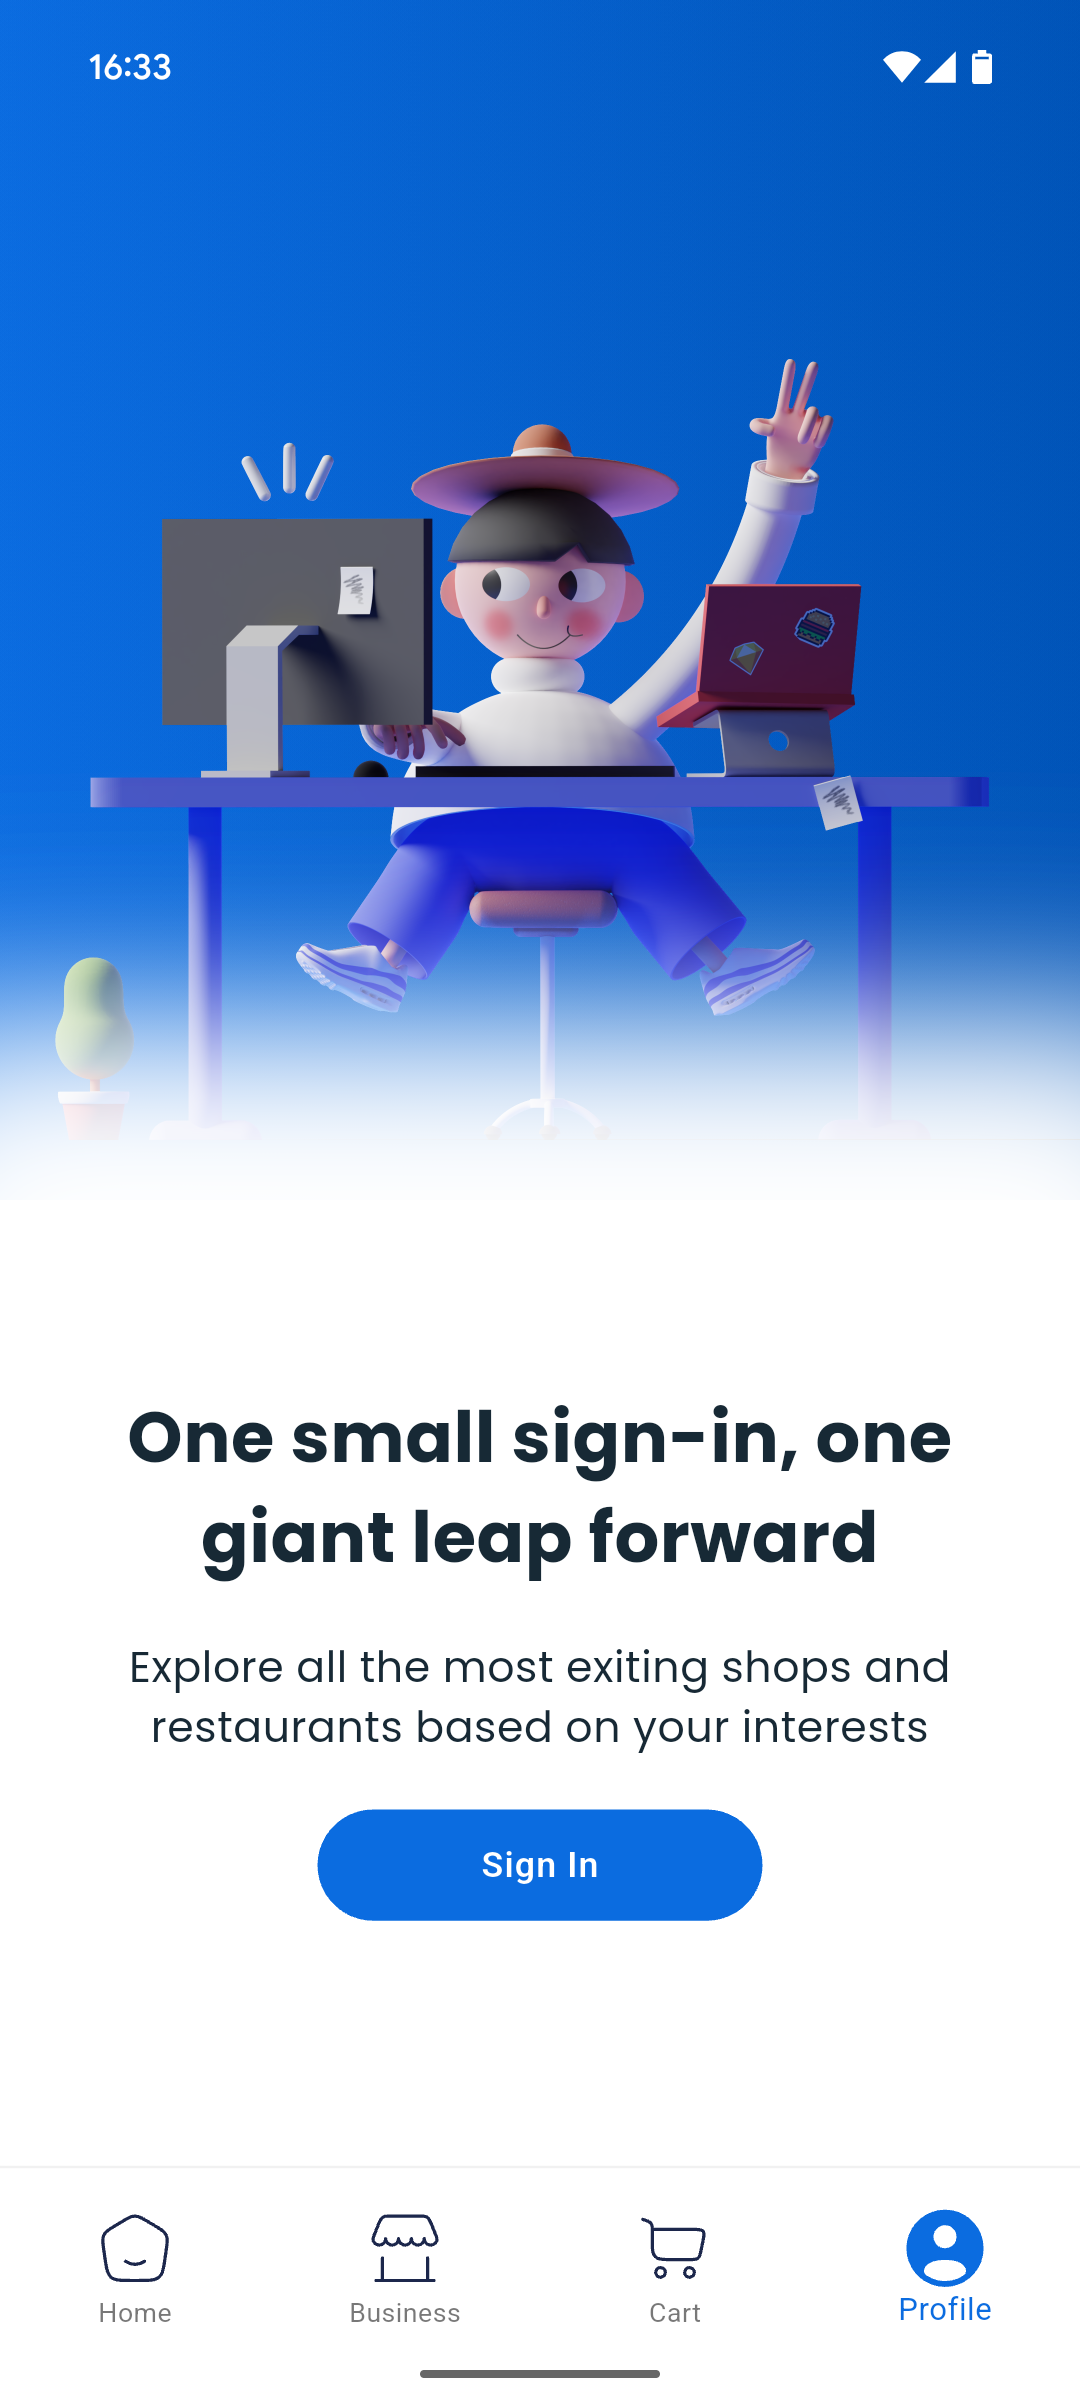 16:33
One small sign-in, one
giant leap forward
Explore all the most exiting shops and
restaurants based on your interests
Sign In
Home
Business
Cart
Profile